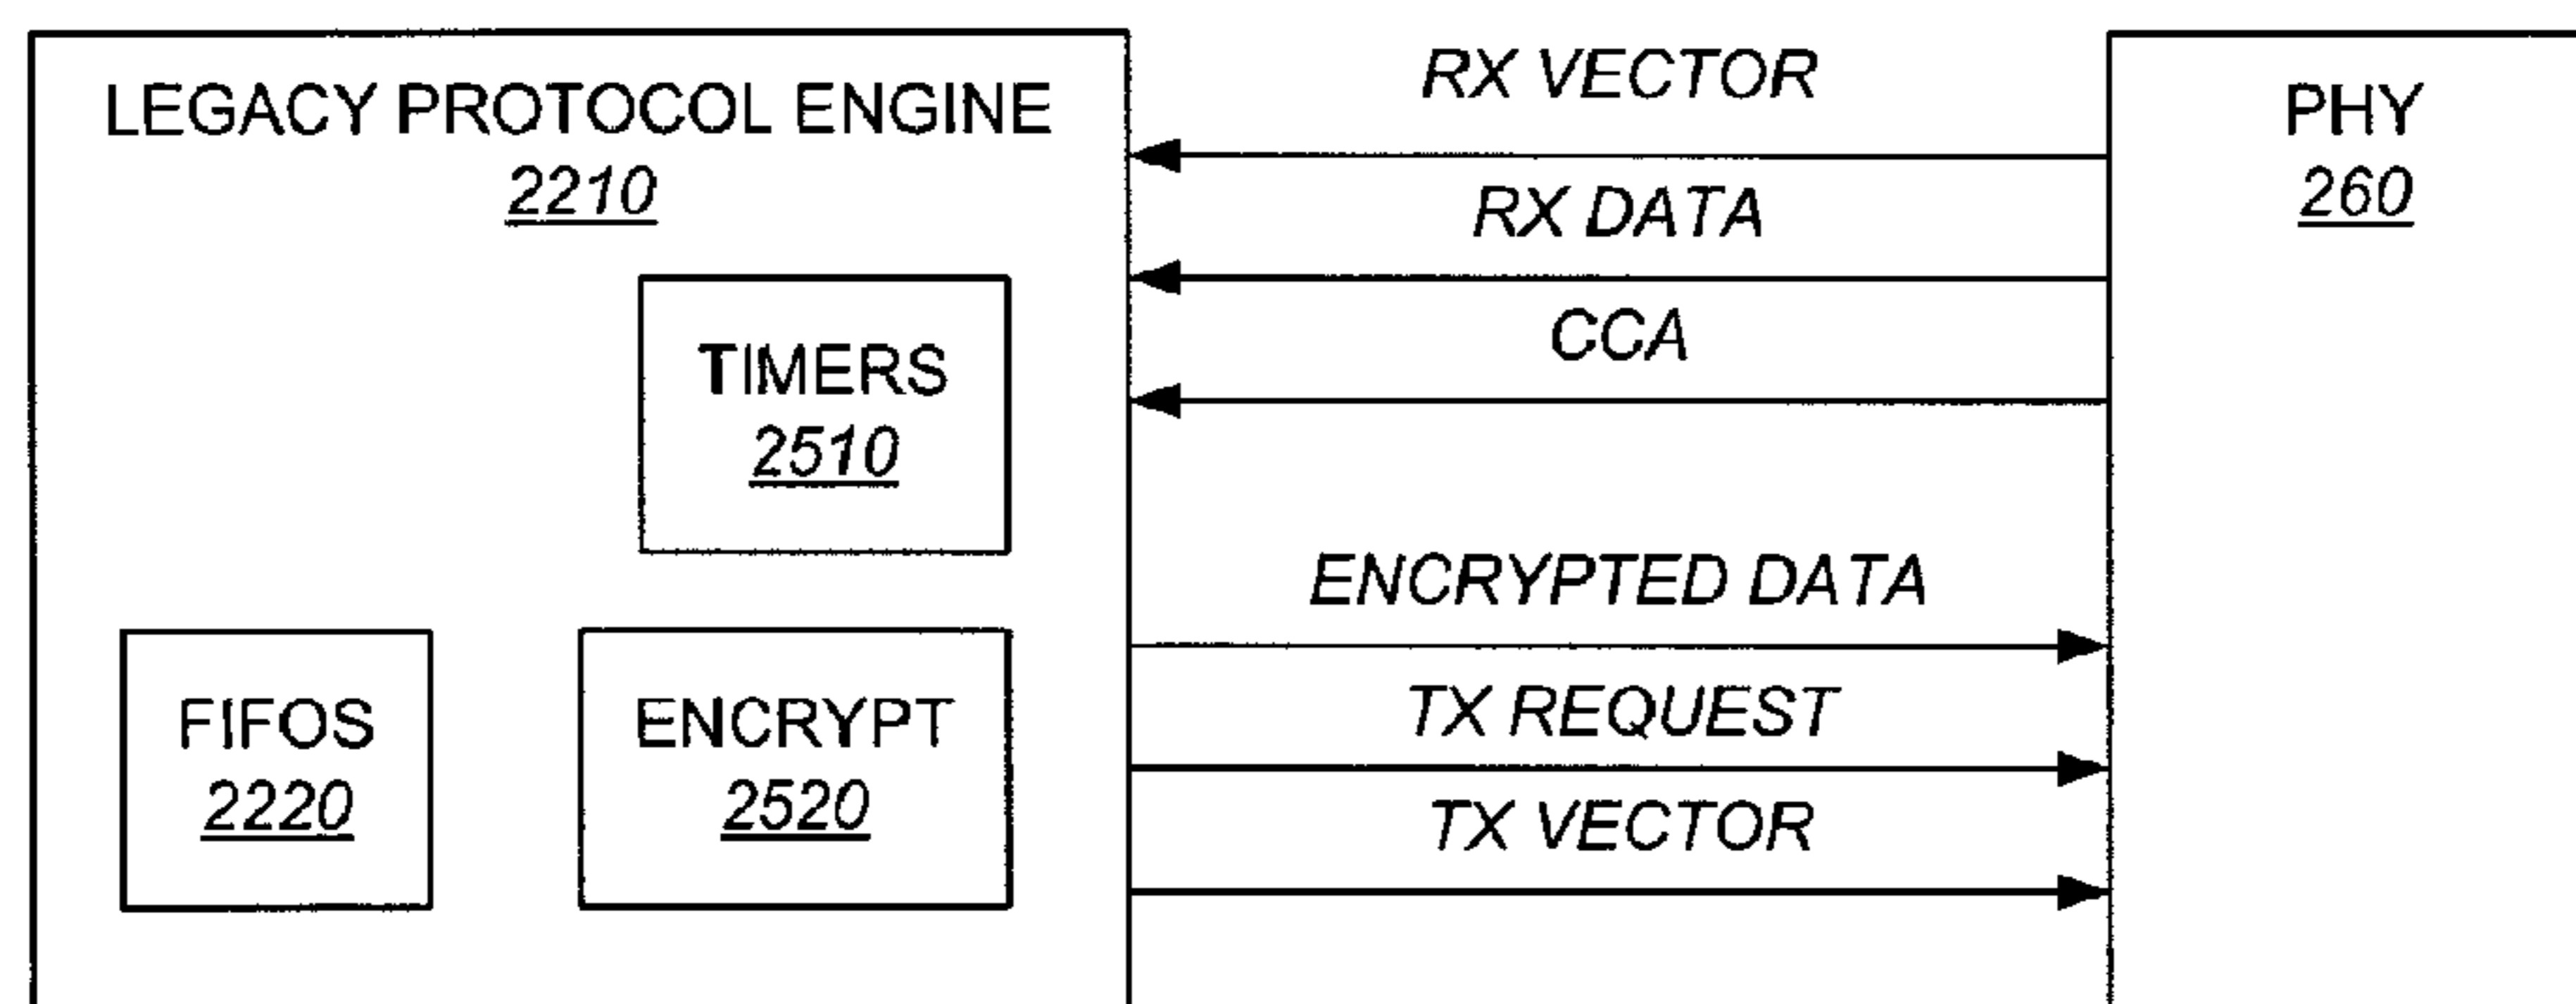 LEGACY PROTOCOL ENGINE
2210
TIMERS
2510
FIFOS
2220
ENCRYPT
2520
RX VECTOR
RX DATA
CCA
ENCRYPTED DATA
TX REQUEST
TX VECTOR
PHY
260